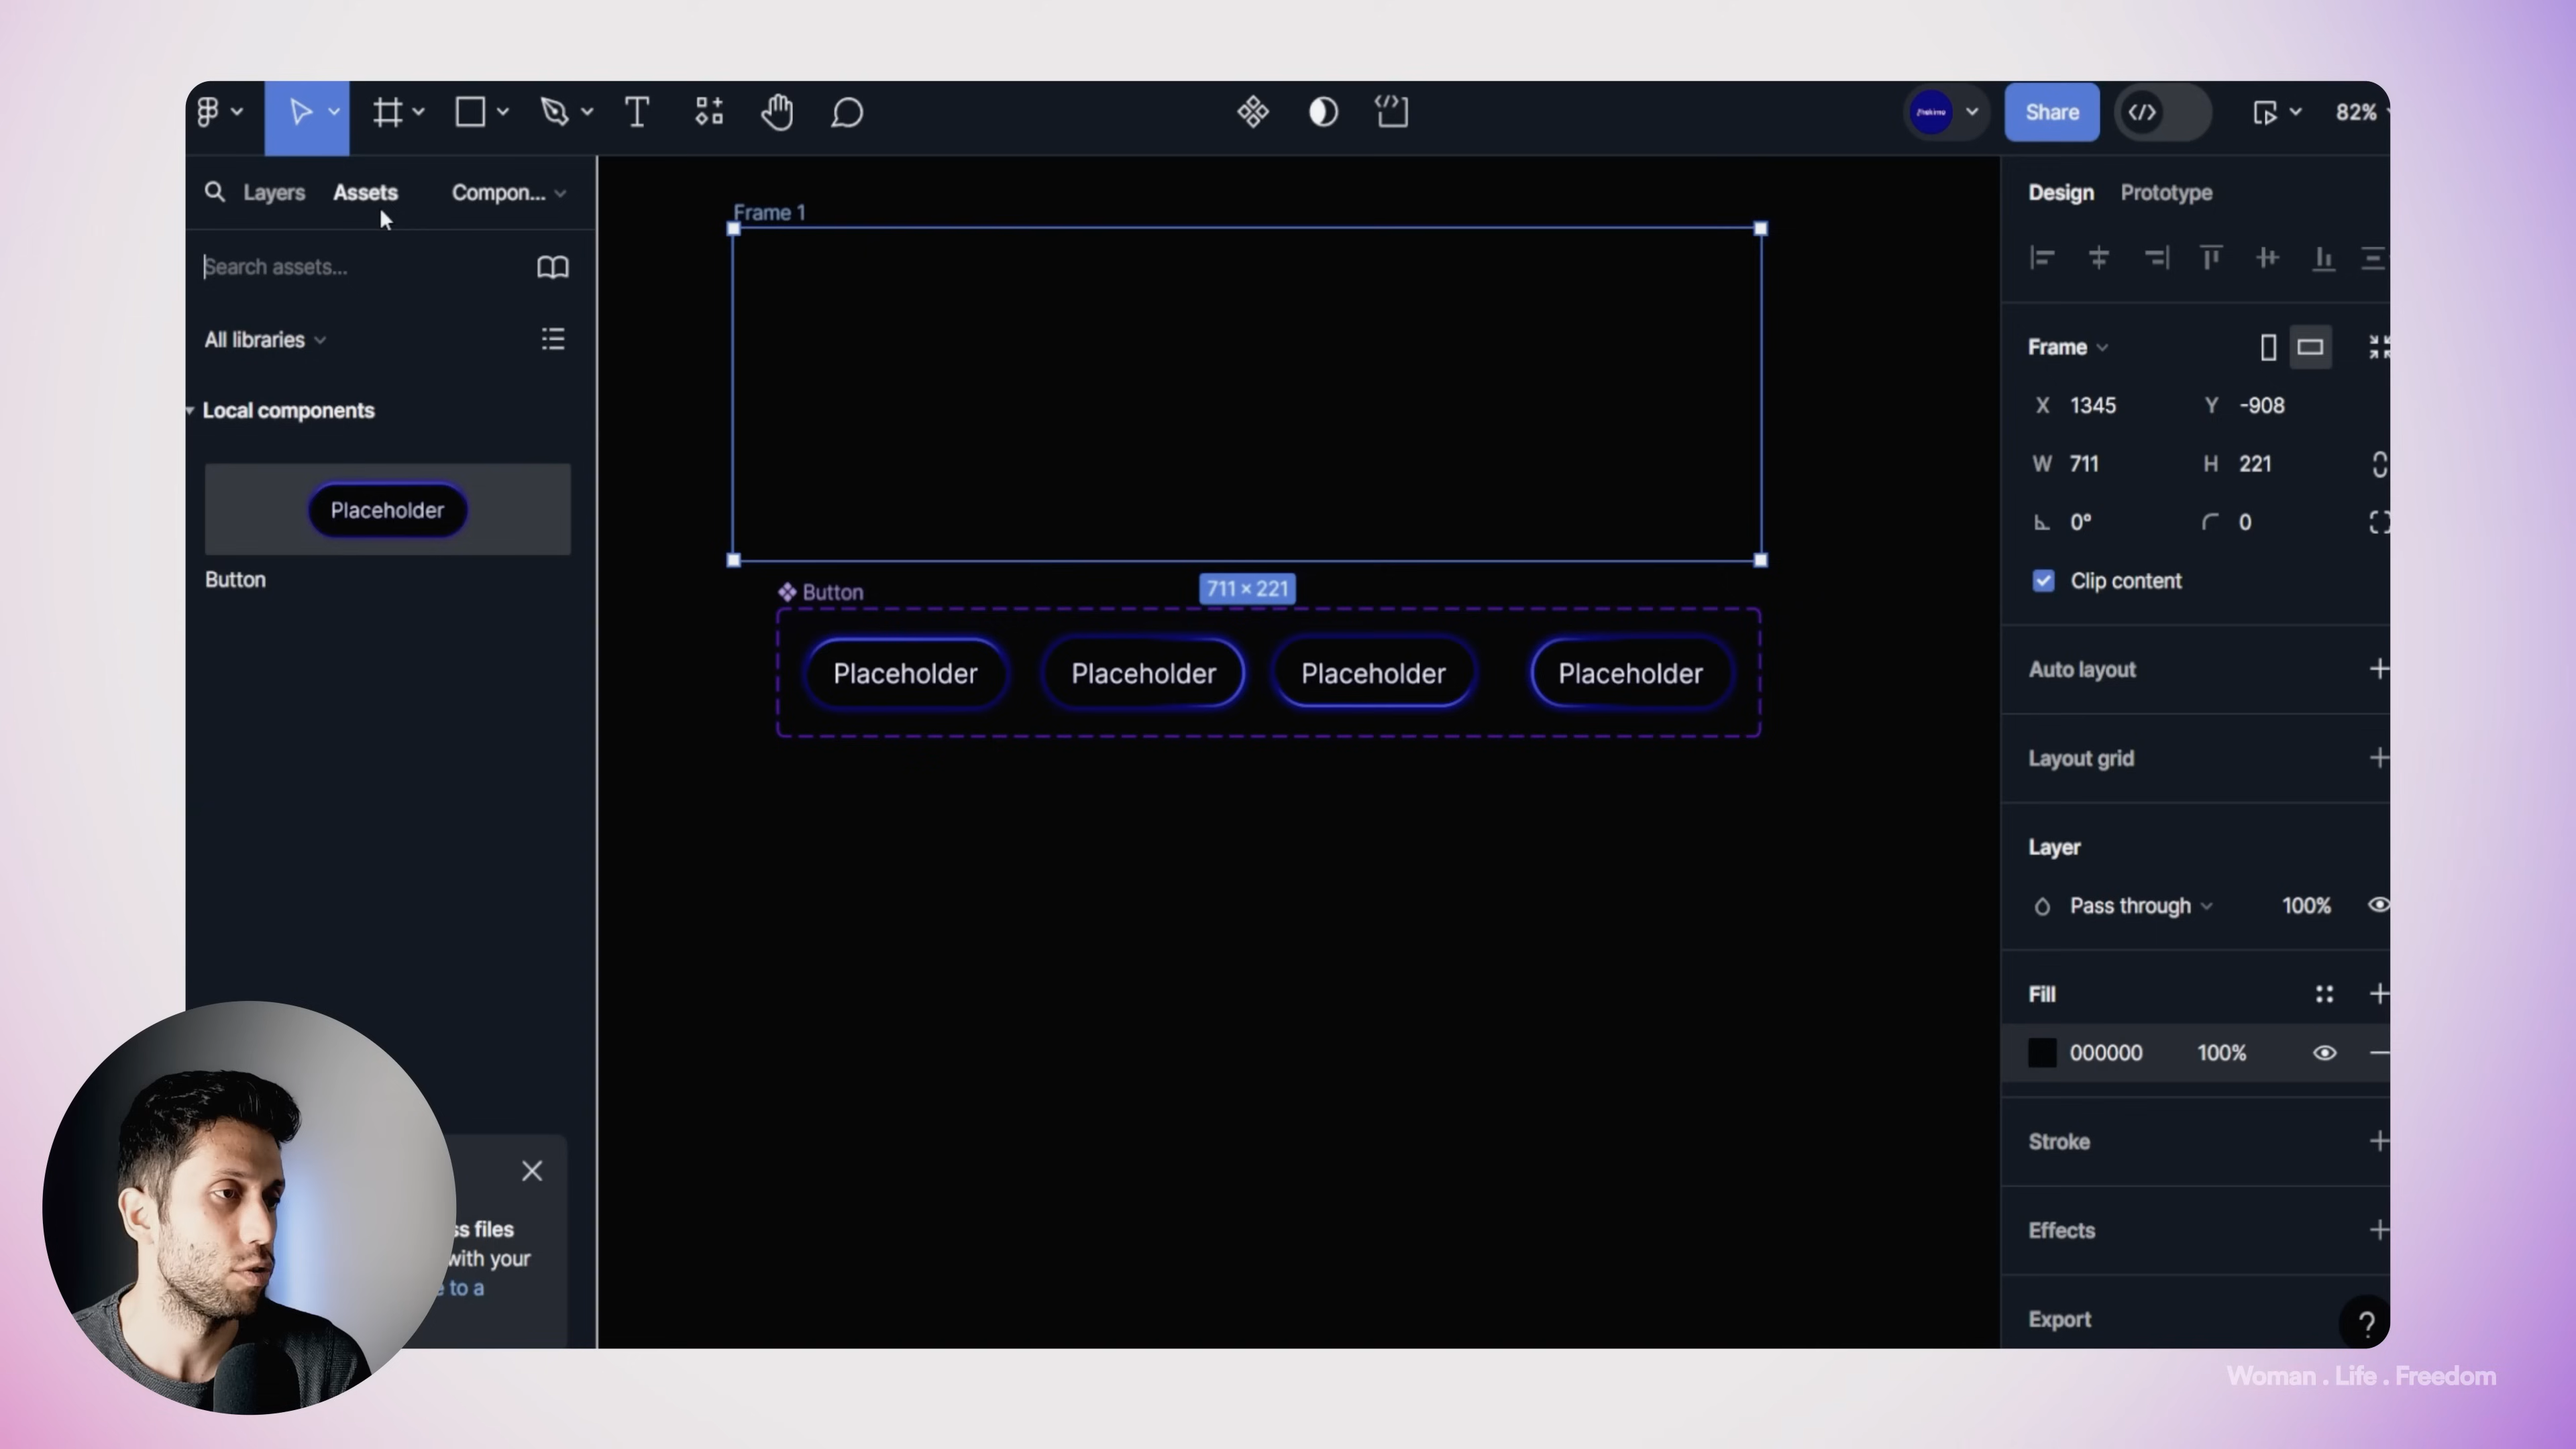 Share
82%
Layers
Assets
Compon...
Search assets...
All libraries
Local components
Placeholder
Button
Frame 1
711 × 221
Button
Placeholder
Placeholder
Placeholder
Placeholder
Design
Prototype
Frame
X 1345
Y -908
W 711
H 221
0°
0
Clip content
Auto layout
Layout grid
Layer
Pass through
100%
Fill
000000
100%
Stroke
Effects
Export
?
ss files
with your
to a
Woman . Life . Freedom